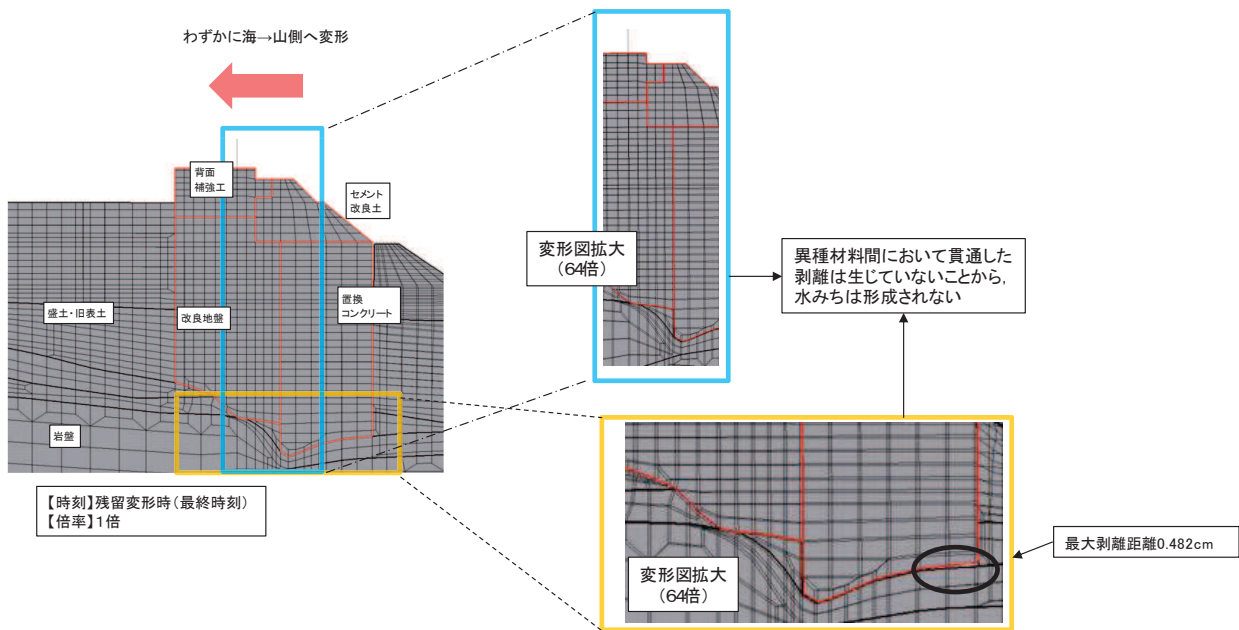 わずかに海→山側へ変形
背面
補強工
セメント
改良土
盛土・旧表土
改良地盤
置換
コンクリート
岩盤
【時刻】残留変形時(最終時刻)
【倍率】1倍
変形図拡大
(64倍)
異種材料間において貫通した
剥離は生じていないことから,
水みちは形成されない
変形図拡大
(64倍)
最大剥離距離0.482cm